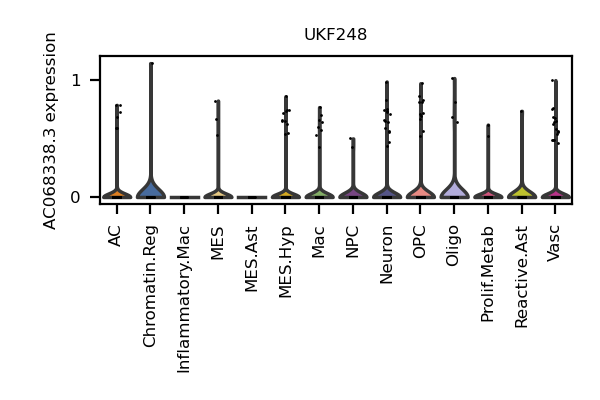 UKF248
AC068338.3 expression
1
0
AC
Chromatin.Reg
Inflammatory.Mac
MES
MES.Ast
MES.Hyp
Mac
NPC
Neuron
OPC
Oligo
Prolif.Metab
Reactive.Ast
Vasc